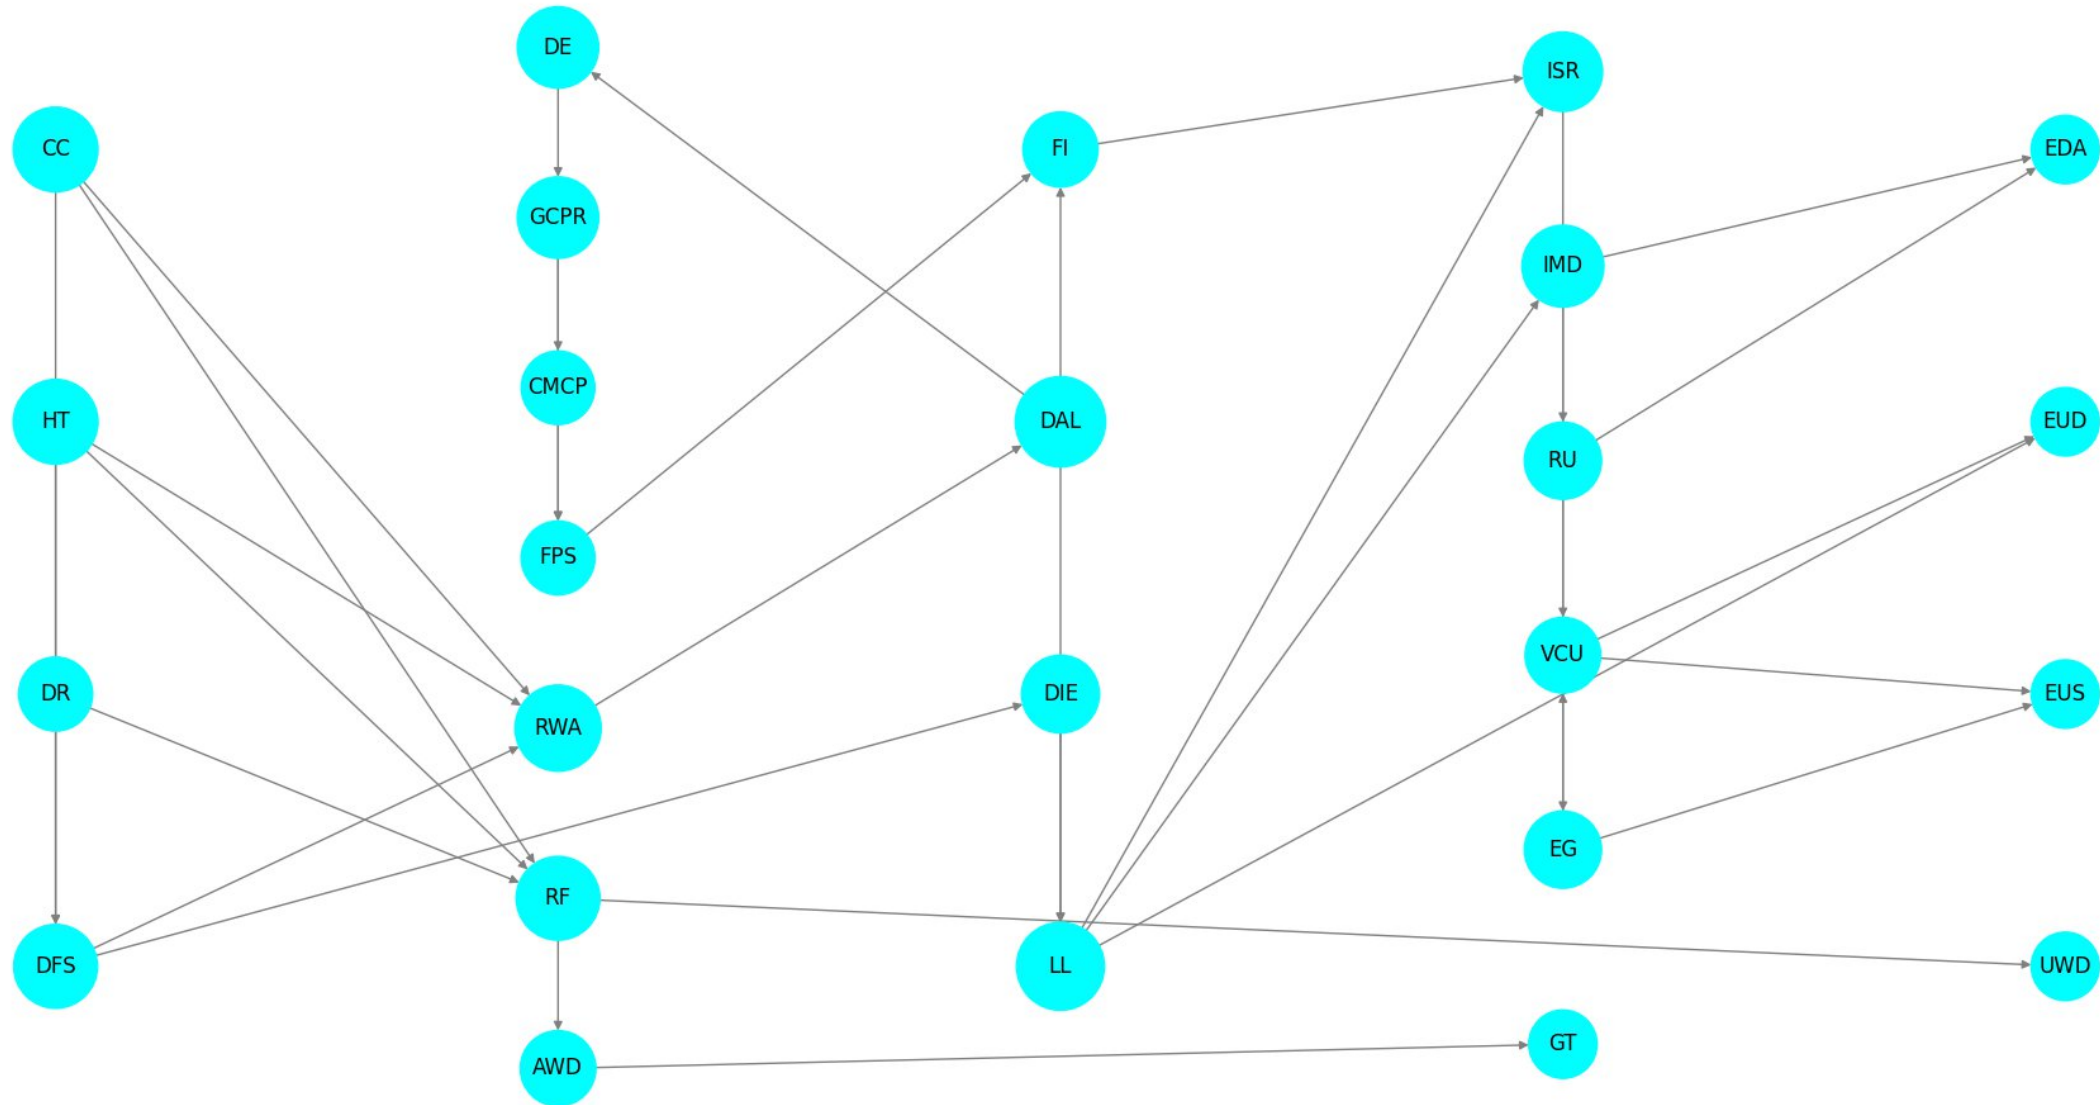 DE
ISR
CC
FI
EDA
GCPR
IMD
CMCP
HT
DAL
EUD
RU
FPS
VCU
DR
DIE
EUS
RWA
EG
RF
DFS
LL
UWD
GT
AWD